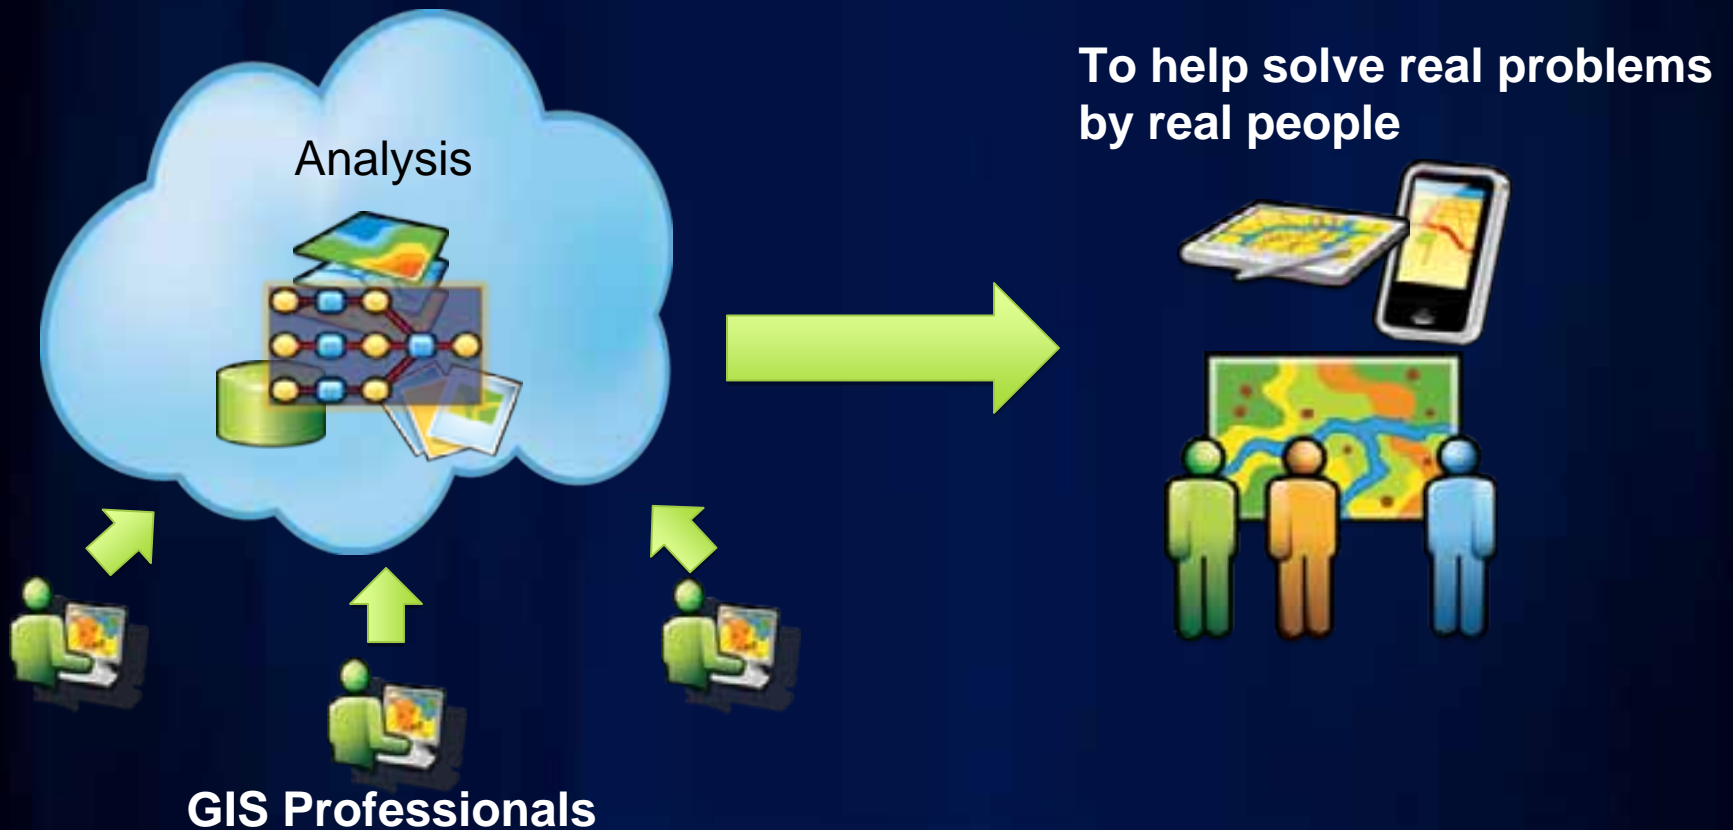 Analysis
To help solve real problems
by real people
GIS Professionals